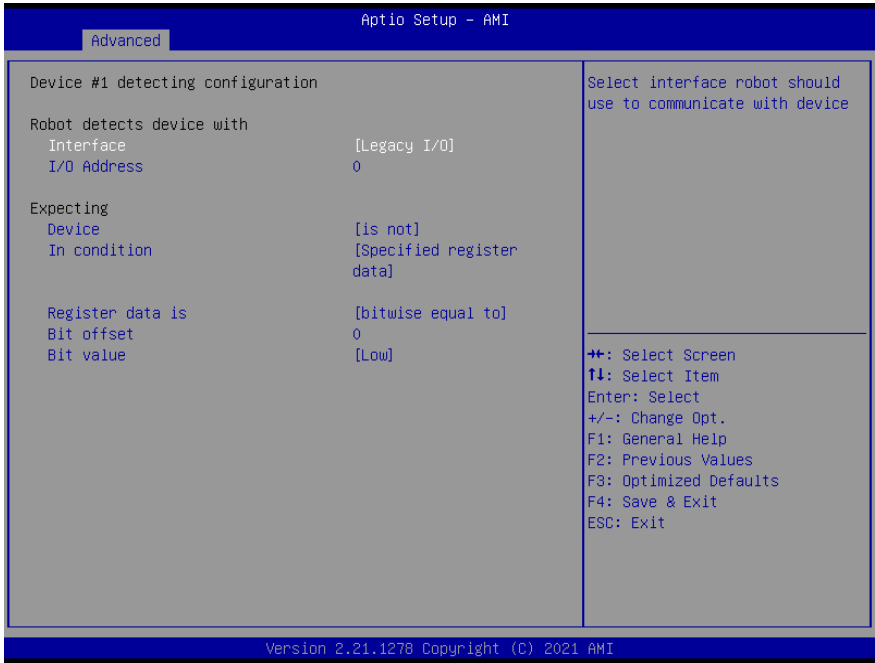 Aptio Setup – AMI
Advanced
Device #1 detecting configuration
Robot detects device with
Interface [Legacy I/O]
I/O Address 0
Expecting
Device [is not]
In condition [Specified register
data]
Register data is [bitwise equal to]
Bit offset 0
Bit value [Low]
Select interface robot should
use to communicate with device
→←: Select Screen
↑↓: Select Item
Enter: Select
+/-: Change Opt.
F1: General Help
F2: Previous Values
F3: Optimized Defaults
F4: Save & Exit
ESC: Exit
Version 2.21.1278 Copyright (C) 2021 AMI